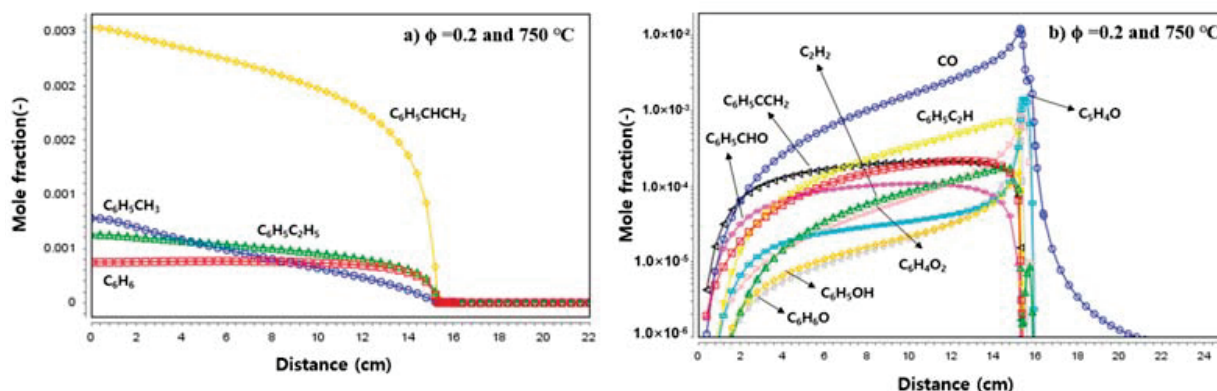 a) ϕ =0.2 and 750 °C
0.003
0.002
0.001
0.001
0
Mole fraction(-)
C₆H₅CHCH₂
C₆H₅CH₃
C₆H₅C₂H₅
C₆H₆
0 2 4 6 8 10 12 14 16 18 20 22
Distance (cm)
b) ϕ =0.2 and 750 °C
1.0×10⁻²
1.0×10⁻³
1.0×10⁻⁴
1.0×10⁻⁵
1.0×10⁻⁶
Mole fraction(-)
C₂H₂
CO
C₆H₅CCH₂
C₆H₅C₂H
C₅H₄O
C₆H₅CHO
C₆H₄O₂
C₆H₅OH
C₆H₆O
0 2 4 6 8 10 12 14 16 18 20 22 24
Distance (cm)